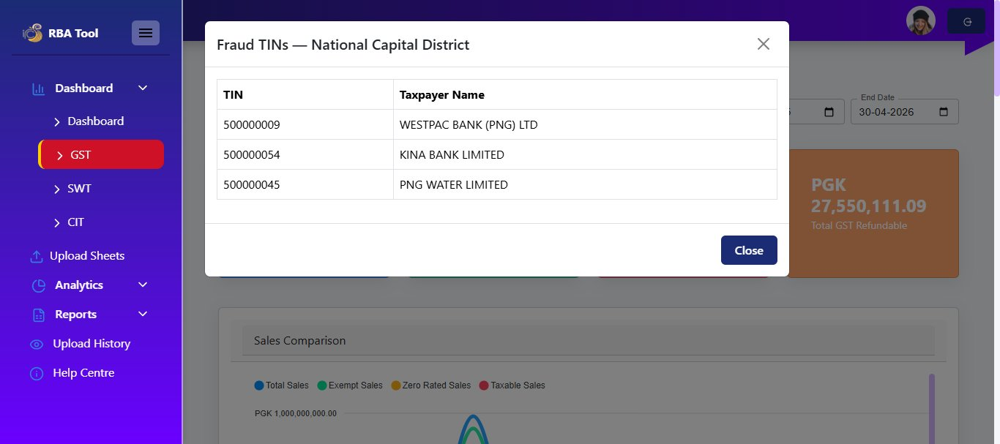 RBA Tool
Dashboard
Dashboard
GST
SWT
CIT
Upload Sheets
Analytics
Reports
Upload History
Help Centre
Fraud TINs — National Capital District
TIN Taxpayer Name
500000009 WESTPAC BANK (PNG) LTD
500000054 KINA BANK LIMITED
500000045 PNG WATER LIMITED
Close
End Date
30-04-2026
PGK
27,550,111.09
Total GST Refundable
Sales Comparison
Total Sales Exempt Sales Zero Rated Sales Taxable Sales
PGK 1,000,000,000.00